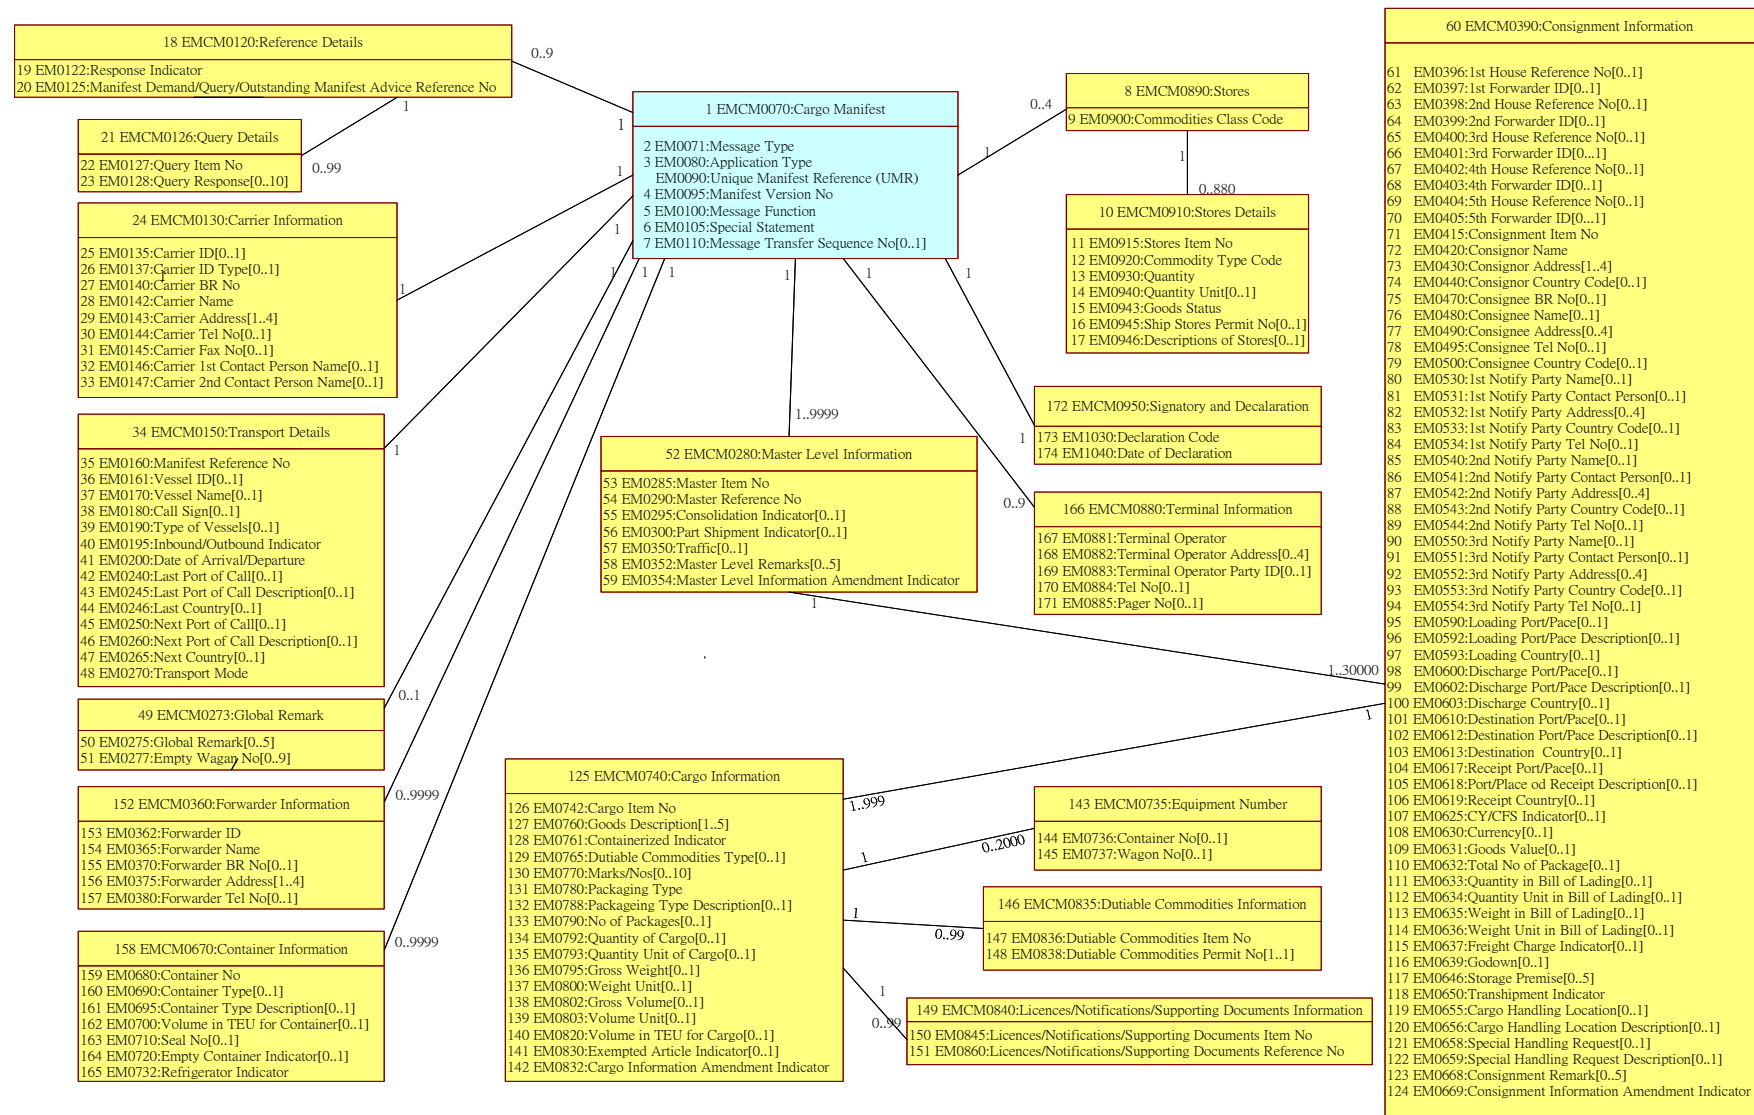 18 EMCM0120:Reference Details
19 EM0122:Response Indicator
20 EM0125:Manifest Demand/Query/Outstanding Manifest Advice Reference No
0..9
1
1
21 EMCM0126:Query Details
22 EM0127:Query Item No
23 EM0128:Query Response[0..10]
0..99
24 EMCM0130:Carrier Information
25 EM0135:Carrier ID[0..1]
26 EM0137:Carrier ID Type[0..1]
27 EM0140:Carrier BR No
28 EM0142:Carrier Name
29 EM0143:Carrier Address[1..4]
30 EM0144:Carrier Tel No[0..1]
31 EM0145:Carrier Fax No[0..1]
32 EM0146:Carrier 1st Contact Person Name[0..1]
33 EM0147:Carrier 2nd Contact Person Name[0..1]
1
1
1
34 EMCM0150:Transport Details
35 EM0160:Manifest Reference No
36 EM0161:Vessel ID[0..1]
37 EM0170:Vessel Name[0..1]
38 EM0180:Call Sign[0..1]
39 EM0190:Type of Vessels[0..1]
40 EM0195:Inbound/Outbound Indicator
41 EM0200:Date of Arrival/Departure
42 EM0240:Last Port of Call[0..1]
43 EM0245:Last Port of Call Description[0..1]
44 EM0246:Last Country[0..1]
45 EM0250:Next Port of Call[0..1]
46 EM0260:Next Port of Call Description[0..1]
47 EM0265:Next Country[0..1]
48 EM0270:Transport Mode
1
1
49 EMCM0273:Global Remark
50 EM0275:Global Remark[0..5]
51 EM0277:Empty Wagan No[0..9]
0..1
152 EMCM0360:Forwarder Information
153 EM0362:Forwarder ID
154 EM0365:Forwarder Name
155 EM0370:Forwarder BR No[0..1]
156 EM0375:Forwarder Address[1..4]
157 EM0380:Forwarder Tel No[0..1]
0..9999
158 EMCM0670:Container Information
159 EM0680:Container No
160 EM0690:Container Type[0..1]
161 EM0695:Container Type Description[0..1]
162 EM0700:Volume in TEU for Container[0..1]
163 EM0710:Seal No[0..1]
164 EM0720:Empty Container Indicator[0..1]
165 EM0732:Refrigerator Indicator
0..9999
1 EMCM0070:Cargo Manifest
2 EM0071:Message Type
3 EM0080:Application Type
EM0090:Unique Manifest Reference (UMR)
4 EM0095:Manifest Version No
5 EM0100:Message Function
6 EM0105:Special Statement
7 EM0110:Message Transfer Sequence No[0..1]
1
1
1
1
1
1
1
0..4
8 EMCM0890:Stores
9 EM0900:Commodities Class Code
1
0..880
10 EMCM0910:Stores Details
11 EM0915:Stores Item No
12 EM0920:Commodity Type Code
13 EM0930:Quantity
14 EM0940:Quantity Unit[0..1]
15 EM0943:Goods Status
16 EM0945:Ship Stores Permit No[0..1]
17 EM0946:Descriptions of Stores[0..1]
172 EMCM0950:Signatory and Decalaration
173 EM1030:Declaration Code
174 EM1040:Date of Declaration
1
1..9999
52 EMCM0280:Master Level Information
53 EM0285:Master Item No
54 EM0290:Master Reference No
55 EM0295:Consolidation Indicator[0..1]
56 EM0300:Part Shipment Indicator[0..1]
57 EM0350:Traffic[0..1]
58 EM0352:Master Level Remarks[0..5]
59 EM0354:Master Level Information Amendment Indicator
1
0..9
166 EMCM0880:Terminal Information
167 EM0881:Terminal Operator
168 EM0882:Terminal Operator Address[0..4]
169 EM0883:Terminal Operator Party ID[0..1]
170 EM0884:Tel No[0..1]
171 EM0885:Pager No[0..1]
1..30000
1
125 EMCM0740:Cargo Information
126 EM0742:Cargo Item No
127 EM0760:Goods Description[1..5]
128 EM0761:Containerized Indicator
129 EM0765:Dutiable Commodities Type[0..1]
130 EM0770:Marks/Nos[0..10]
131 EM0780:Packaging Type
132 EM0788:Packageing Type Description[0..1]
133 EM0790:No of Packages[0..1]
134 EM0792:Quantity of Cargo[0..1]
135 EM0793:Quantity Unit of Cargo[0..1]
136 EM0795:Gross Weight[0..1]
137 EM0800:Weight Unit[0..1]
138 EM0802:Gross Volume[0..1]
139 EM0803:Volume Unit[0..1]
140 EM0820:Volume in TEU for Cargo[0..1]
141 EM0830:Exempted Article Indicator[0..1]
142 EM0832:Cargo Information Amendment Indicator
1..999
1
0..2000
143 EMCM0735:Equipment Number
144 EM0736:Container No[0..1]
145 EM0737:Wagon No[0..1]
1
0..99
146 EMCM0835:Dutiable Commodities Information
147 EM0836:Dutiable Commodities Item No
148 EM0838:Dutiable Commodities Permit No[1..1]
1
0..99
149 EMCM0840:Licences/Notifications/Supporting Documents Information
150 EM0845:Licences/Notifications/Supporting Documents Item No
151 EM0860:Licences/Notifications/Supporting Documents Reference No
60 EMCM0390:Consignment Information
61 EM0396:1st House Reference No[0..1]
62 EM0397:1st Forwarder ID[0..1]
63 EM0398:2nd House Reference No[0..1]
64 EM0399:2nd Forwarder ID[0..1]
65 EM0400:3rd House Reference No[0..1]
66 EM0401:3rd Forwarder ID[0...1]
67 EM0402:4th House Reference No[0..1]
68 EM0403:4th Forwarder ID[0..1]
69 EM0404:5th House Reference No[0..1]
70 EM0405:5th Forwarder ID[0...1]
71 EM0415:Consignment Item No
72 EM0420:Consignor Name
73 EM0430:Consignor Address[1..4]
74 EM0440:Consignor Country Code[0..1]
75 EM0470:Consignee BR No[0..1]
76 EM0480:Consignee Name[0..1]
77 EM0490:Consignee Address[0..4]
78 EM0495:Consignee Tel No[0..1]
79 EM0500:Consignee Country Code[0..1]
80 EM0530:1st Notify Party Name[0..1]
81 EM0531:1st Notify Party Contact Person[0..1]
82 EM0532:1st Notify Party Address[0..4]
83 EM0533:1st Notify Party Country Code[0..1]
84 EM0534:1st Notify Party Tel No[0..1]
85 EM0540:2nd Notify Party Name[0..1]
86 EM0541:2nd Notify Party Contact Person[0..1]
87 EM0542:2nd Notify Party Address[0..4]
88 EM0543:2nd Notify Party Country Code[0..1]
89 EM0544:2nd Notify Party Tel No[0..1]
90 EM0550:3rd Notify Party Name[0..1]
91 EM0551:3rd Notify Party Contact Person[0..1]
92 EM0552:3rd Notify Party Address[0..4]
93 EM0553:3rd Notify Party Country Code[0..1]
94 EM0554:3rd Notify Party Tel No[0..1]
95 EM0590:Loading Port/Pace[0..1]
96 EM0592:Loading Port/Pace Description[0..1]
97 EM0593:Loading Country[0..1]
98 EM0600:Discharge Port/Pace[0..1]
99 EM0602:Discharge Port/Pace Description[0..1]
100 EM0603:Discharge Country[0..1]
101 EM0610:Destination Port/Pace[0..1]
102 EM0612:Destination Port/Pace Description[0..1]
103 EM0613:Destination Country[0..1]
104 EM0617:Receipt Port/Pace[0..1]
105 EM0618:Port/Place od Receipt Description[0..1]
106 EM0619:Receipt Country[0..1]
107 EM0625:CY/CFS Indicator[0..1]
108 EM0630:Currency[0..1]
109 EM0631:Goods Value[0..1]
110 EM0632:Total No of Package[0..1]
111 EM0633:Quantity in Bill of Lading[0..1]
112 EM0634:Quantity Unit in Bill of Lading[0..1]
113 EM0635:Weight in Bill of Lading[0..1]
114 EM0636:Weight Unit in Bill of Lading[0..1]
115 EM0637:Freight Charge Indicator[0..1]
116 EM0639:Godown[0..1]
117 EM0646:Storage Premise[0..5]
118 EM0650:Transhipment Indicator
119 EM0655:Cargo Handling Location[0..1]
120 EM0656:Cargo Handling Location Description[0..1]
121 EM0658:Special Handling Request[0..1]
122 EM0659:Special Handling Request Description[0..1]
123 EM0668:Consignment Remark[0..5]
124 EM0669:Consignment Information Amendment Indicator